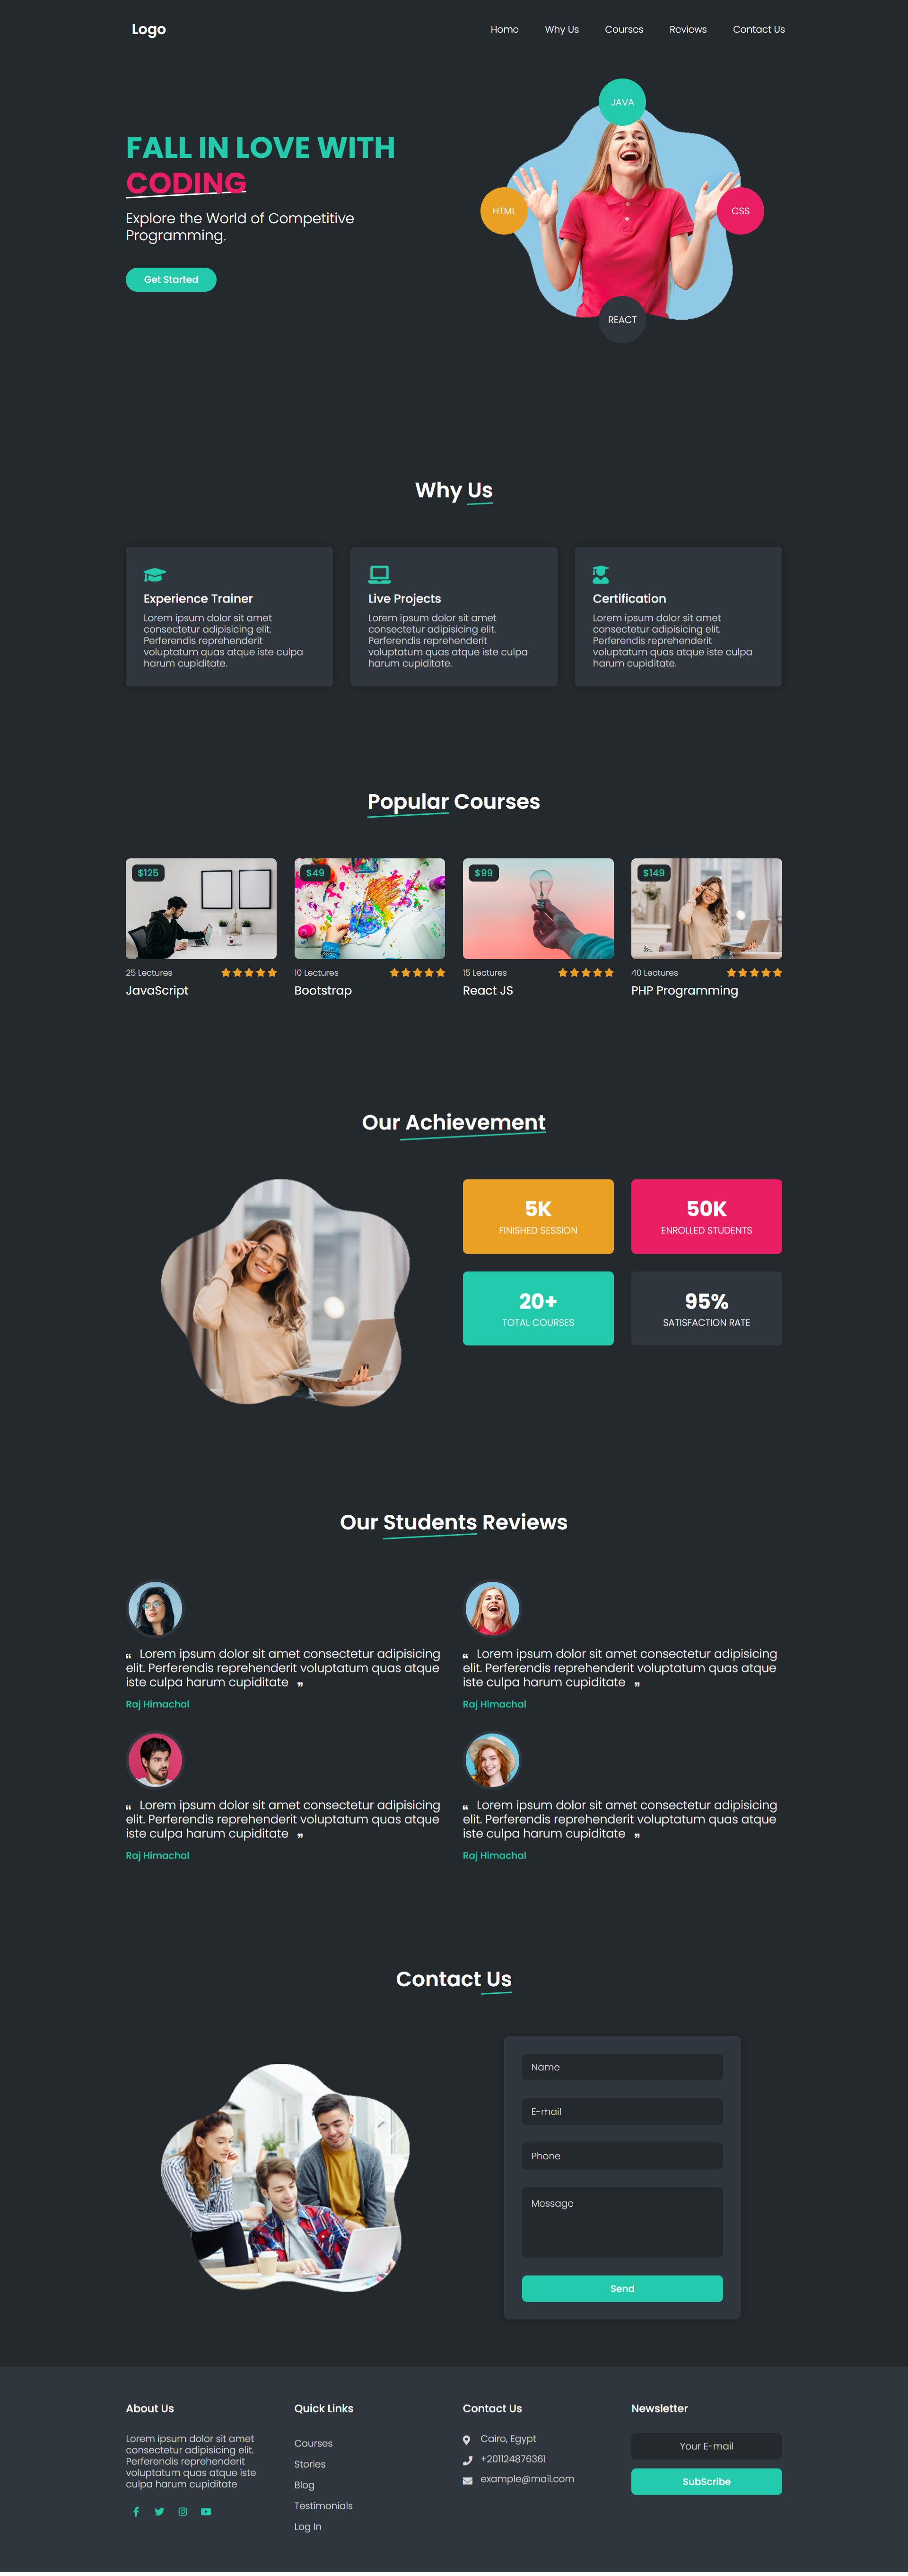 Logo
Home Why Us Courses Reviews Contact Us
JAVA
FALL IN LOVE WITH
CODING
HTML
CSS
Explore the World of Competitive
Programming.
Get Started
REACT
Why Us
Experience Trainer
Lorem ipsum dolor sit amet
consectetur adipisicing elit.
Perferendis reprehenderit
voluptatum quas atque iste culpa
harum cupiditate.
Live Projects
Lorem ipsum dolor sit amet
consectetur adipisicing elit.
Perferendis reprehenderit
voluptatum quas atque iste culpa
harum cupiditate.
Certification
Lorem ipsum dolor sit amet
consectetur adipisicing elit.
Perferendis reprehenderit
voluptatum quas atque iste culpa
harum cupiditate.
Popular Courses
$125
25 Lectures
JavaScript
$49
10 Lectures
Bootstrap
$99
15 Lectures
React JS
$149
40 Lectures
PHP Programming
Our Achievement
5K
FINISHED SESSION
50K
ENROLLED STUDENTS
20+
TOTAL COURSES
95%
SATISFACTION RATE
Our Students Reviews
❝ Lorem ipsum dolor sit amet consectetur adipisicing
elit. Perferendis reprehenderit voluptatum quas atque
iste culpa harum cupiditate ❞
Raj Himachal
❝ Lorem ipsum dolor sit amet consectetur adipisicing
elit. Perferendis reprehenderit voluptatum quas atque
iste culpa harum cupiditate ❞
Raj Himachal
❝ Lorem ipsum dolor sit amet consectetur adipisicing
elit. Perferendis reprehenderit voluptatum quas atque
iste culpa harum cupiditate ❞
Raj Himachal
❝ Lorem ipsum dolor sit amet consectetur adipisicing
elit. Perferendis reprehenderit voluptatum quas atque
iste culpa harum cupiditate ❞
Raj Himachal
Contact Us
Name
E-mail
Phone
Message
Send
About Us
Lorem ipsum dolor sit amet
consectetur adipisicing elit.
Perferendis reprehenderit
voluptatum quas atque iste
culpa harum cupiditate
Quick Links
Courses
Stories
Blog
Testimonials
Log In
Contact Us
Cairo, Egypt
+201124876361
example@mail.com
Newsletter
Your E-mail
SubScribe